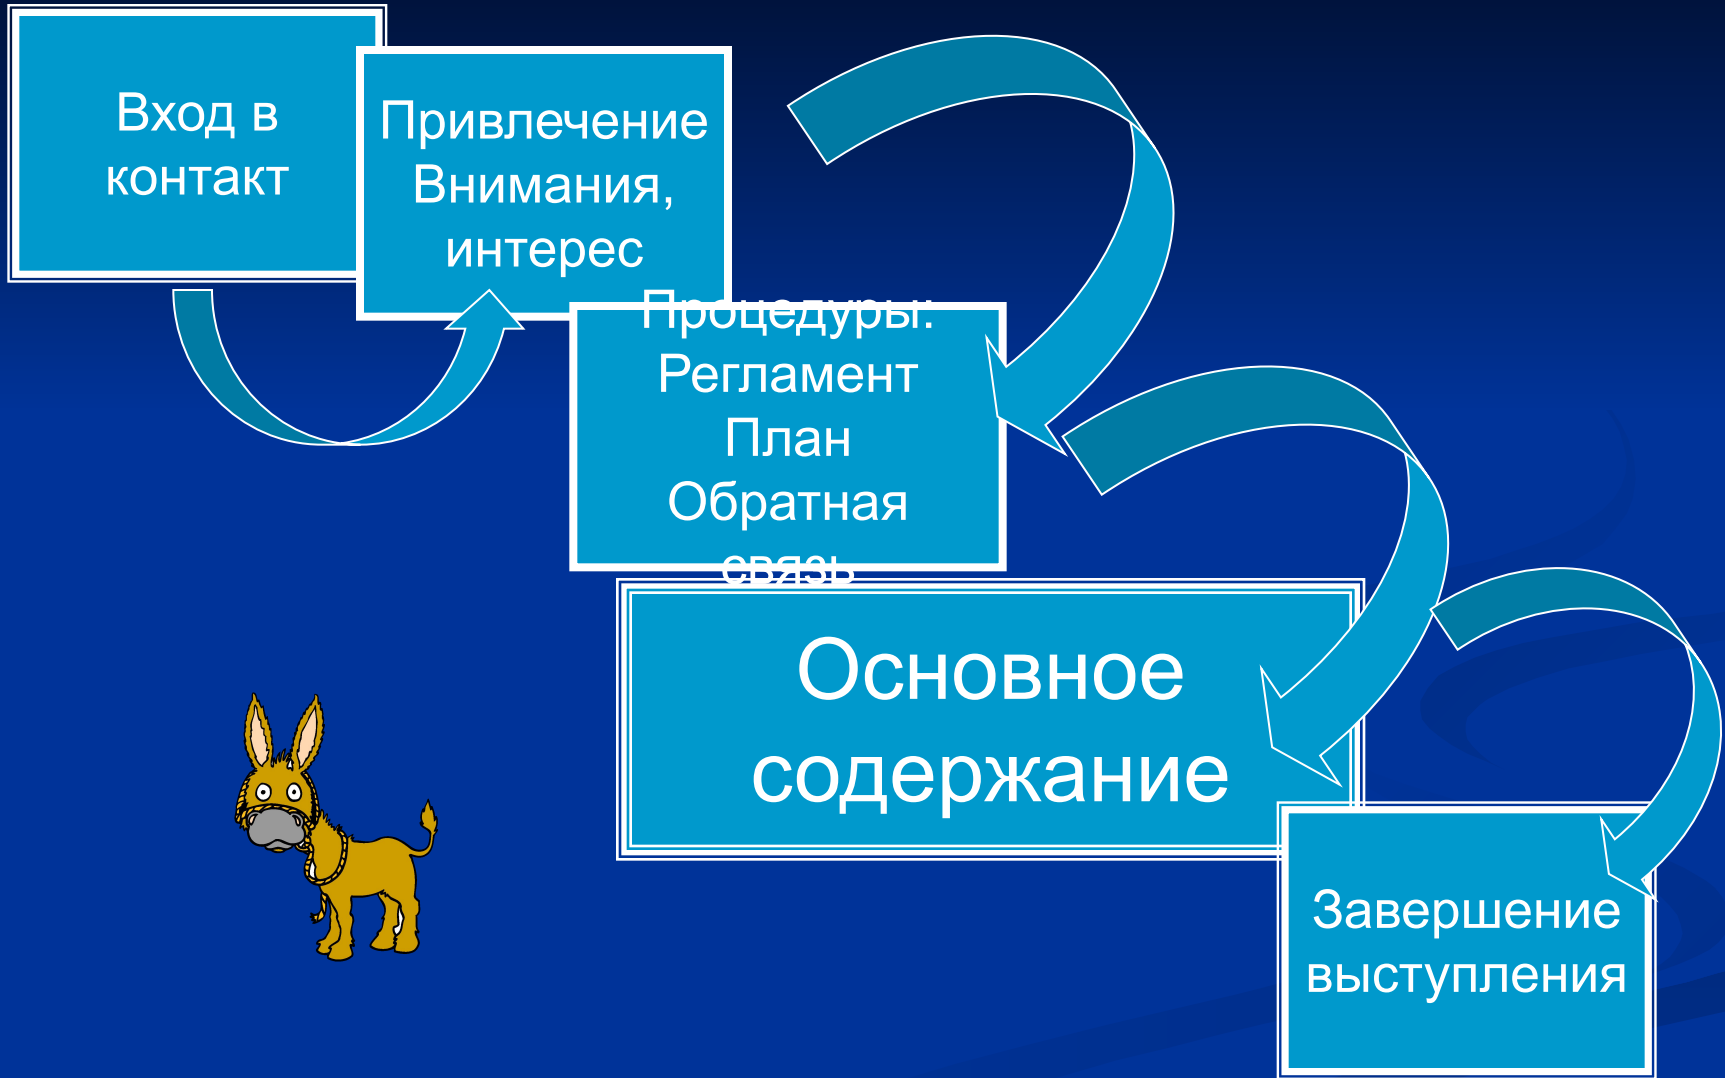 Вход в
контакт
Привлечение
Внимания,
интерес
Процедуры:
Регламент
План
Обратная
связь
Основное
содержание
Завершение
выступления